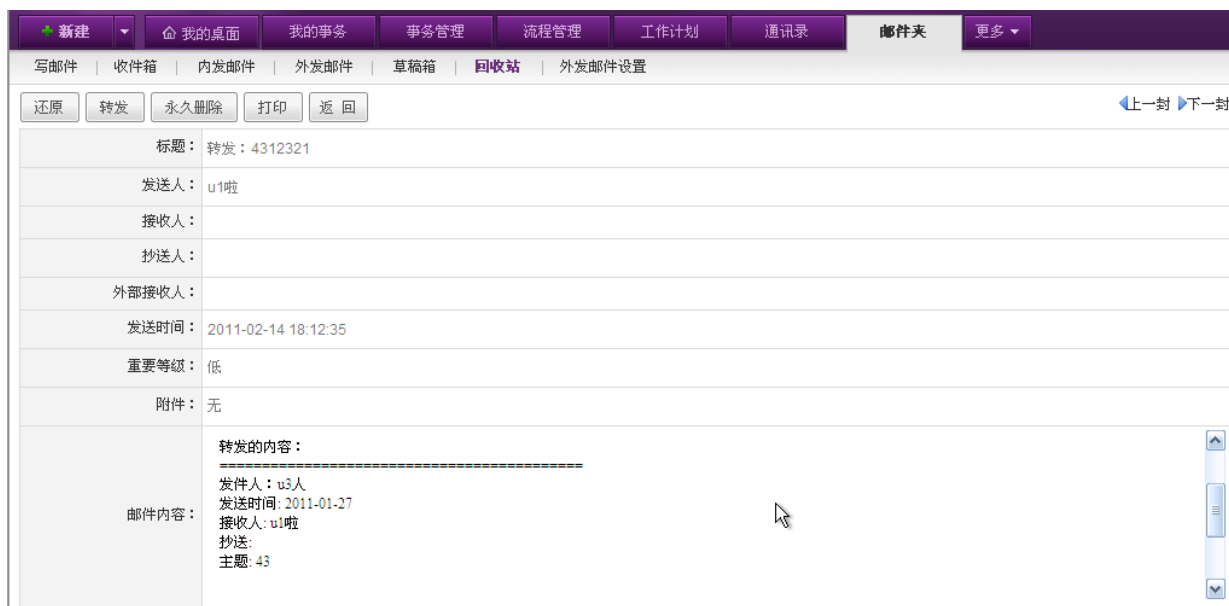 新建 我的桌面 我的事务 事务管理 流程管理 工作计划 通讯录 邮件夹 更多
写邮件 | 收件箱 | 内发邮件 | 外发邮件 | 草稿箱 | 回收站 | 外发邮件设置
还原 转发 永久删除 打印 返 回 上一封 下一封
标题： 转发：4312321
发送人： u1啦
接收人：
抄送人：
外部接收人：
发送时间： 2011-02-14 18:12:35
重要等级： 低
附件： 无
邮件内容：
转发的内容：
==========================================
发件人：u3人
发送时间: 2011-01-27
接收人: u1啦
抄送:
主题: 43